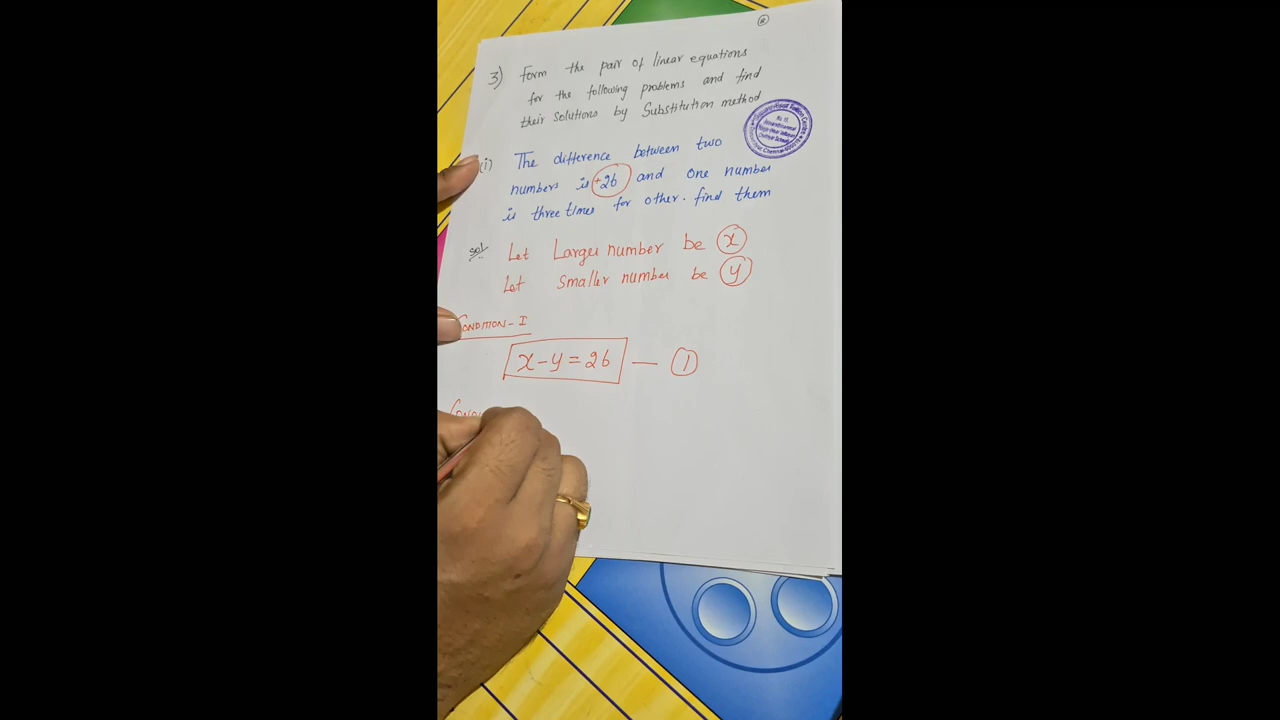 3) Form the pair of linear equations
for the following problems and find
their solutions by Substitution method
(i) The difference between two
numbers is +26 and one number
is three times for other. find them
Sol Let Larger number be x
Let Smaller number be y
CONDITION - I
x - y = 26 — 1